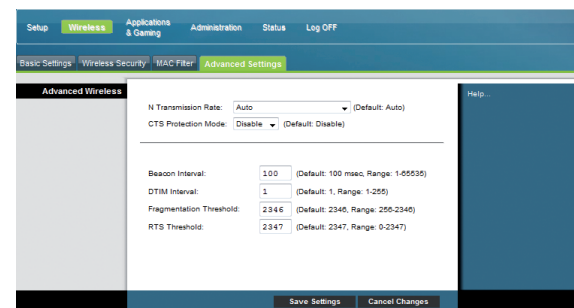 Setup Wireless Applications & Gaming Administration Status Log OFF
Basic Settings Wireless Security MAC Filter Advanced Settings
Advanced Wireless
Help...
N Transmission Rate: Auto (Default: Auto)
CTS Protection Mode: Disable (Default: Disable)
Beacon Interval: 100 (Default: 100 msec, Range: 1-65535)
DTIM Interval: 1 (Default: 1, Range: 1-255)
Fragmentation Threshold: 2346 (Default: 2346, Range: 256-2346)
RTS Threshold: 2347 (Default: 2347, Range: 0-2347)
Save Settings Cancel Changes